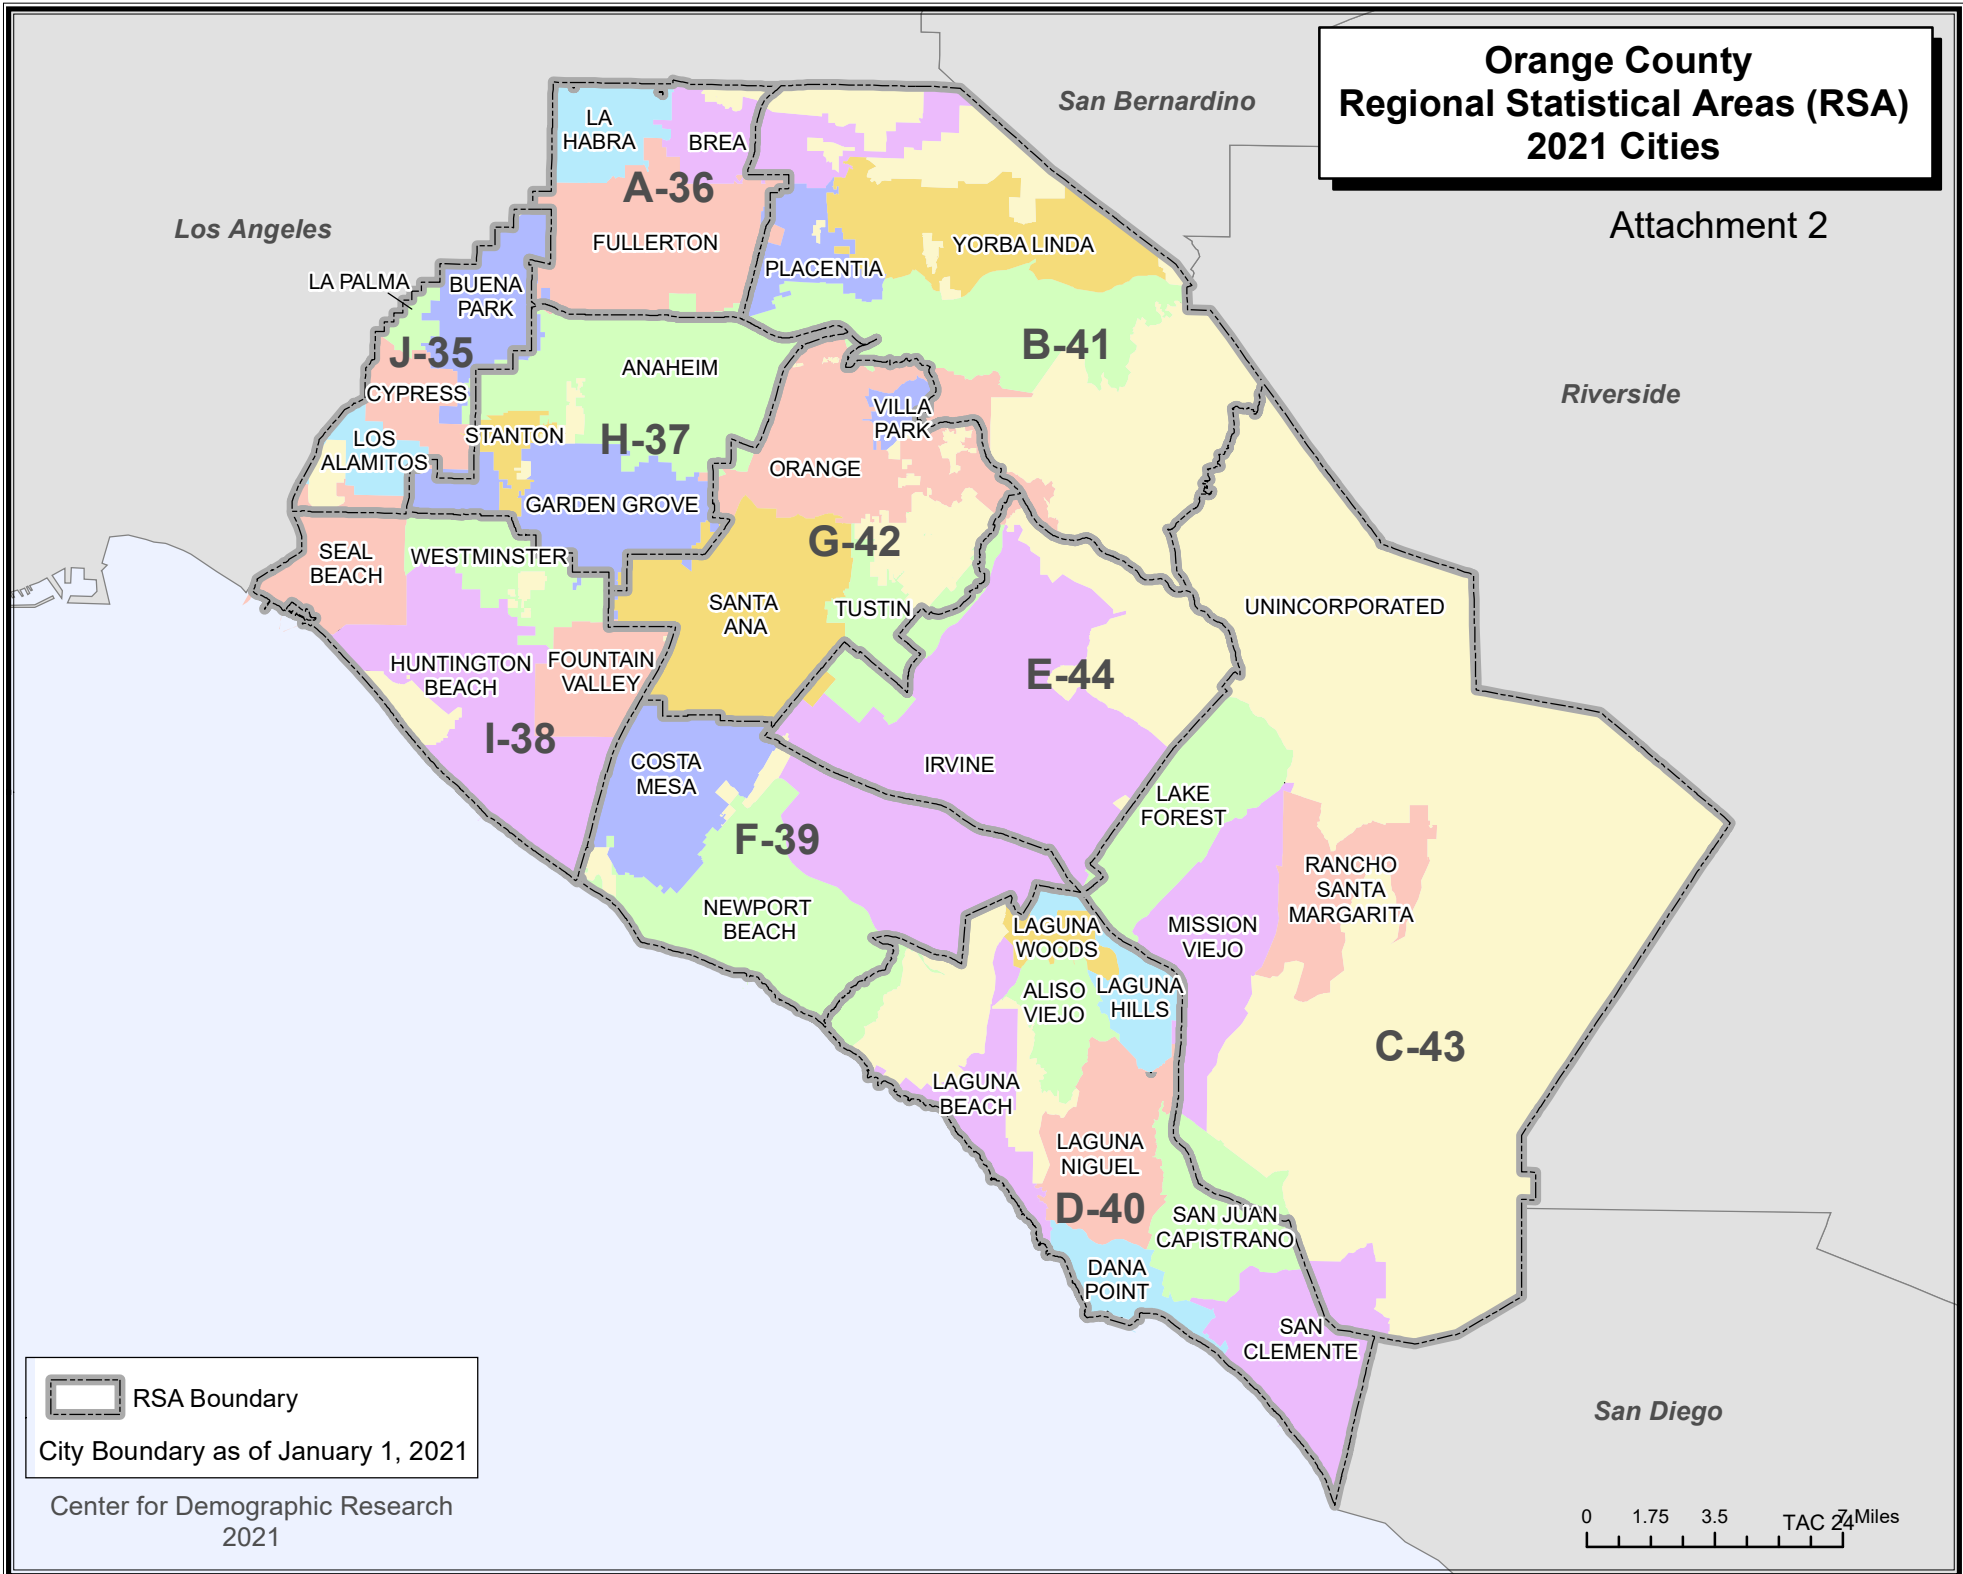 Orange County
Regional Statistical Areas (RSA)
2021 Cities
Attachment 2
San Bernardino
Los Angeles
Riverside
San Diego
LA
HABRA
BREA
A-36
FULLERTON
YORBA LINDA
PLACENTIA
LA PALMA
BUENA
PARK
B-41
J-35
ANAHEIM
CYPRESS
VILLA
PARK
STANTON
H-37
LOS
ALAMITOS
ORANGE
GARDEN GROVE
G-42
SEAL
BEACH
WESTMINSTER
SANTA
ANA
TUSTIN
UNINCORPORATED
HUNTINGTON
BEACH
FOUNTAIN
VALLEY
E-44
I-38
COSTA
MESA
IRVINE
LAKE
FOREST
F-39
RANCHO
SANTA
MARGARITA
NEWPORT
BEACH
LAGUNA
WOODS
MISSION
VIEJO
ALISO
VIEJO
LAGUNA
HILLS
C-43
LAGUNA
BEACH
LAGUNA
NIGUEL
D-40
SAN JUAN
CAPISTRANO
DANA
POINT
SAN
CLEMENTE
RSA Boundary
City Boundary as of January 1, 2021
Center for Demographic Research
2021
0 1.75 3.5 7 Miles
TAC 24